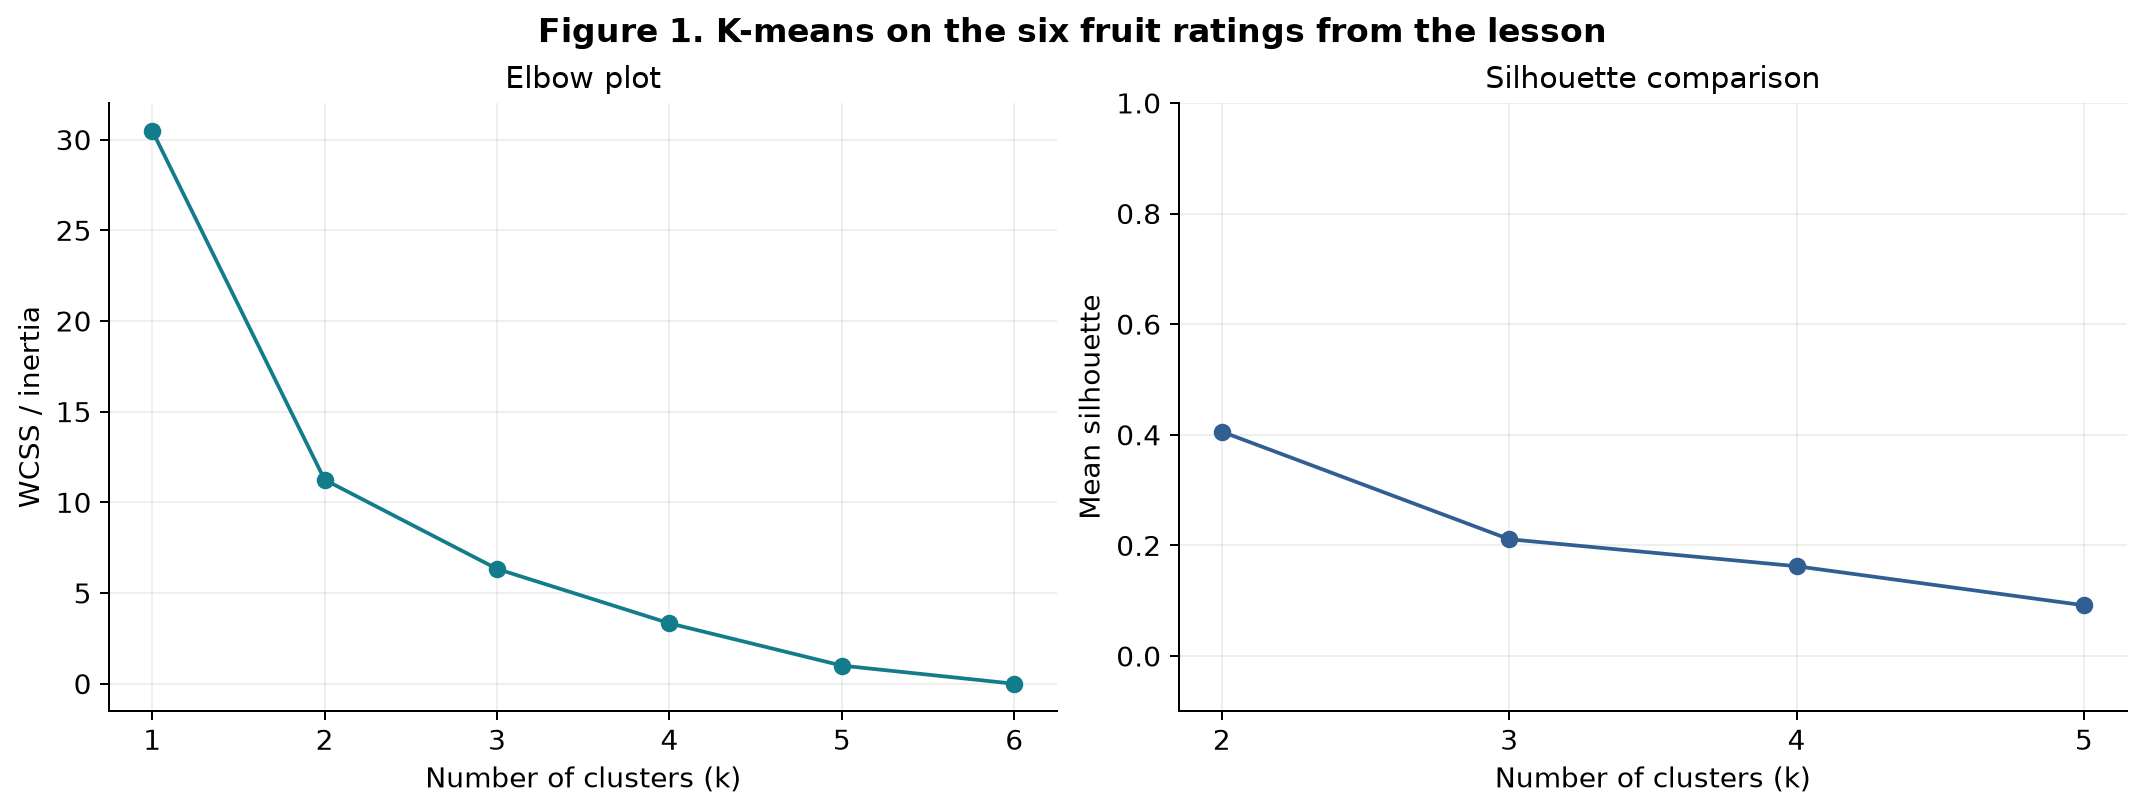 Figure 1. K-means on the six fruit ratings from the lesson
Elbow plot
WCSS / inertia
30
25
20
15
10
5
0
1 2 3 4 5 6
Number of clusters (k)
Silhouette comparison
Mean silhouette
1.0
0.8
0.6
0.4
0.2
0.0
2 3 4 5
Number of clusters (k)